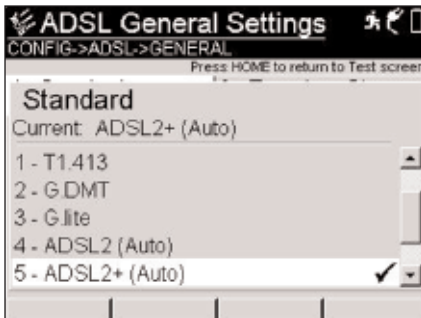 ADSL General Settings
CONFIG->ADSL->GENERAL
Press HOME to return to Test screen
Standard
Current: ADSL2+ (Auto)
1 - T1.413
2 - G.DMT
3 - G.lite
4 - ADSL2 (Auto)
5 - ADSL2+ (Auto)